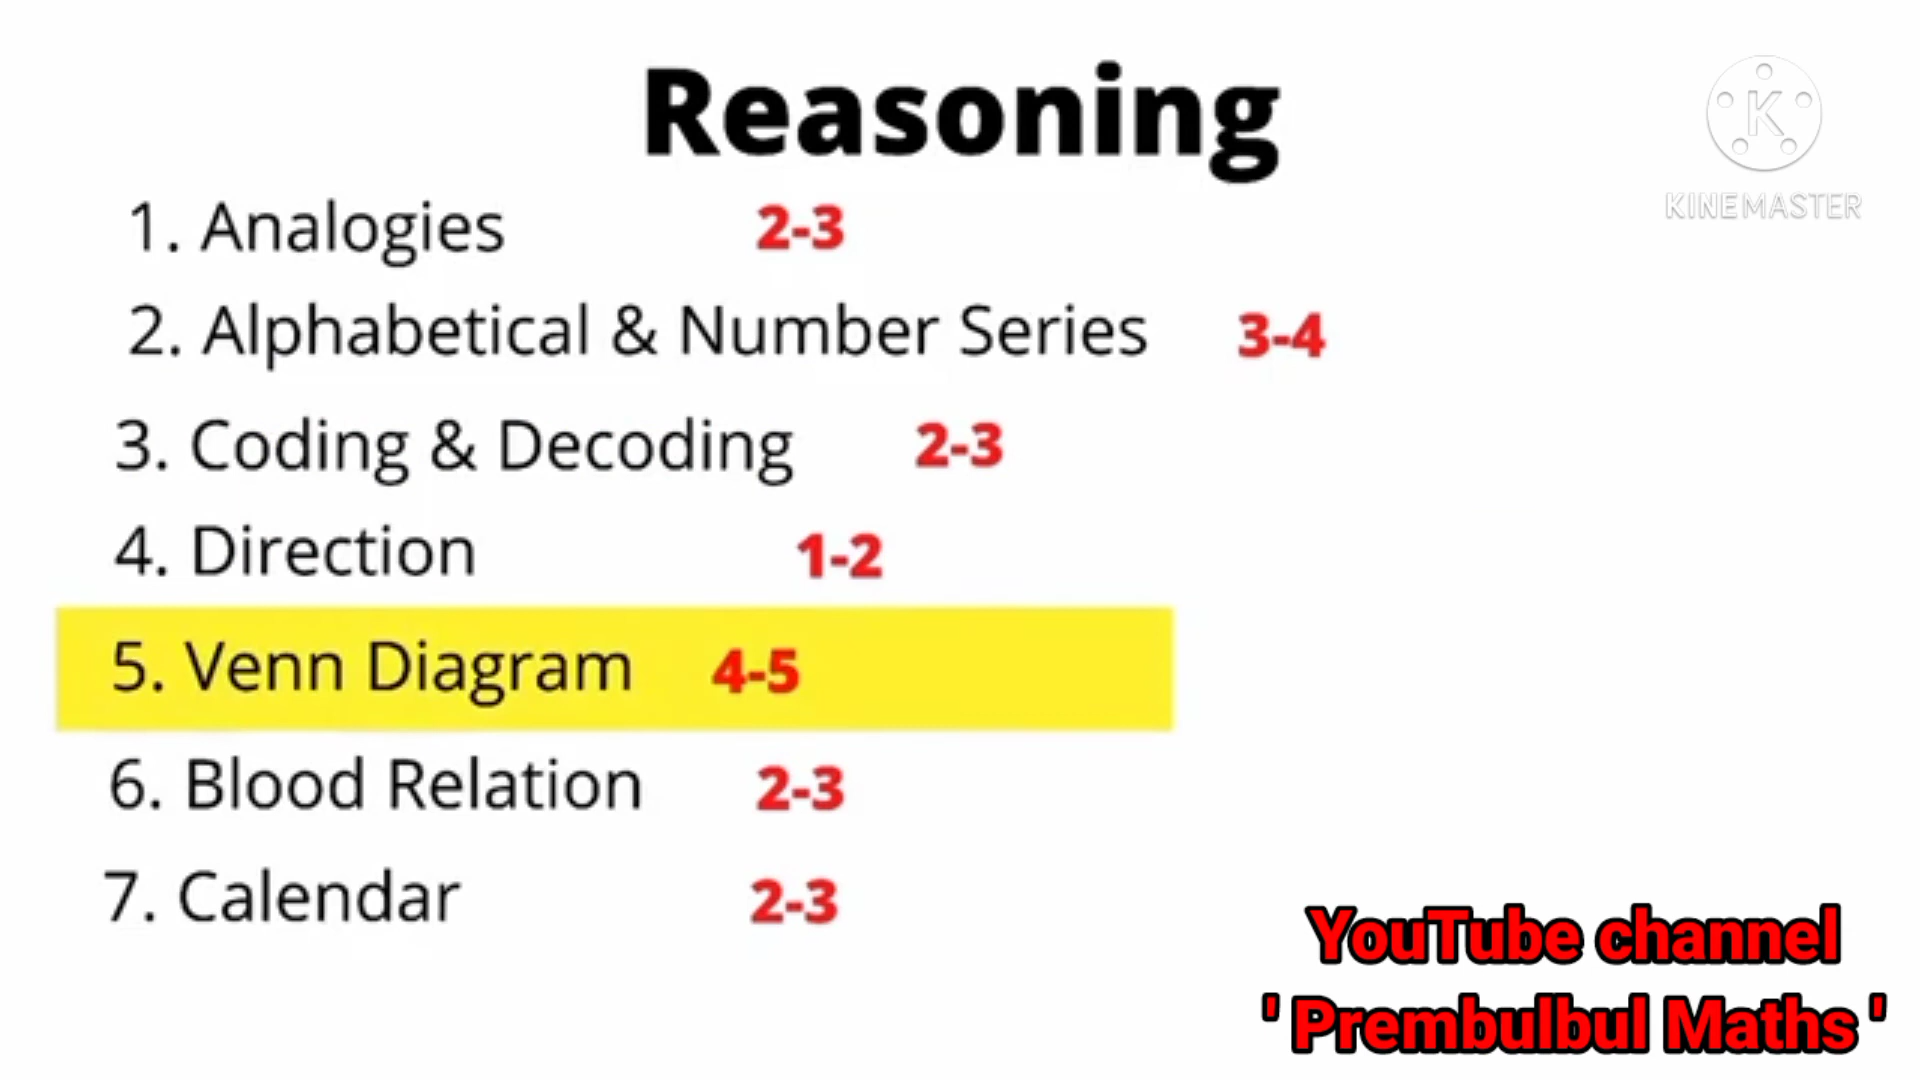 Reasoning
K
KINEMASTER
1. Analogies 2-3
2. Alphabetical & Number Series 3-4
3. Coding & Decoding 2-3
4. Direction 1-2
5. Venn Diagram 4-5
6. Blood Relation 2-3
7. Calendar 2-3
YouTube channel
' Prembulbul Maths '